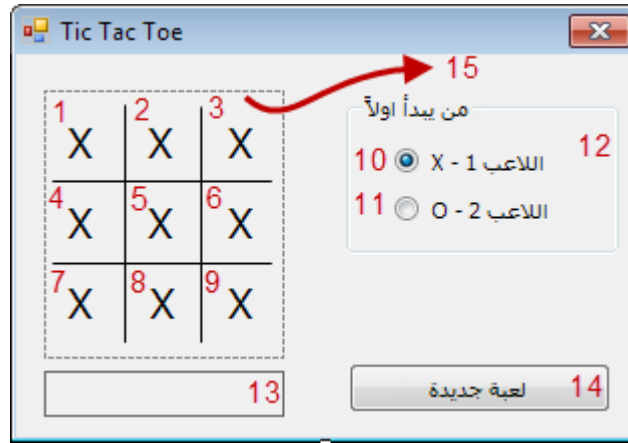 Tic Tac Toe
15
1 2 3
X X X
4 5 6
X X X
7 8 9
X X X
13
من يبدأ اولاً
12
10 اللاعب 1 - X
11 اللاعب 2 - O
لعبة جديدة 14